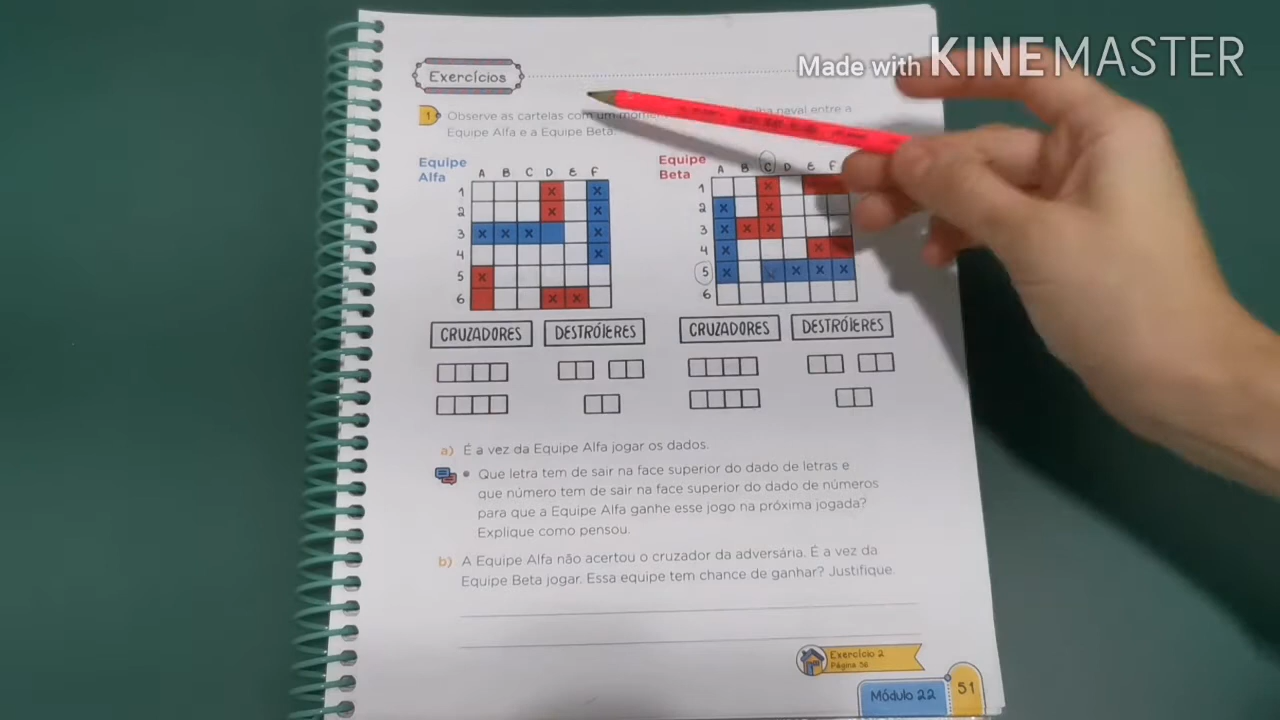 Made with KINEMASTER
Exercícios
1 Observe as cartelas com um naval entre a
Equipe Alfa e a Equipe Beta.
Equipe
Alfa
A B C D E F
1 X X
2 X X
3 X X X
4 X
5 X
6 X X
Equipe
Beta
A B C D E F
1 X
2 X X
3 X X X
4 X X
5 X X X X X
6
CRUZADORES DESTRÓIERES
CRUZADORES DESTRÓIERES
a) É a vez da Equipe Alfa jogar os dados.
• Que letra tem de sair na face superior do dado de letras e
que número tem de sair na face superior do dado de números
para que a Equipe Alfa ganhe esse jogo na próxima jogada?
Explique como pensou.
b) A Equipe Alfa não acertou o cruzador da adversária. É a vez da
Equipe Beta jogar. Essa equipe tem chance de ganhar? Justifique.
Exercício 2
Página 56
Módulo 22
51